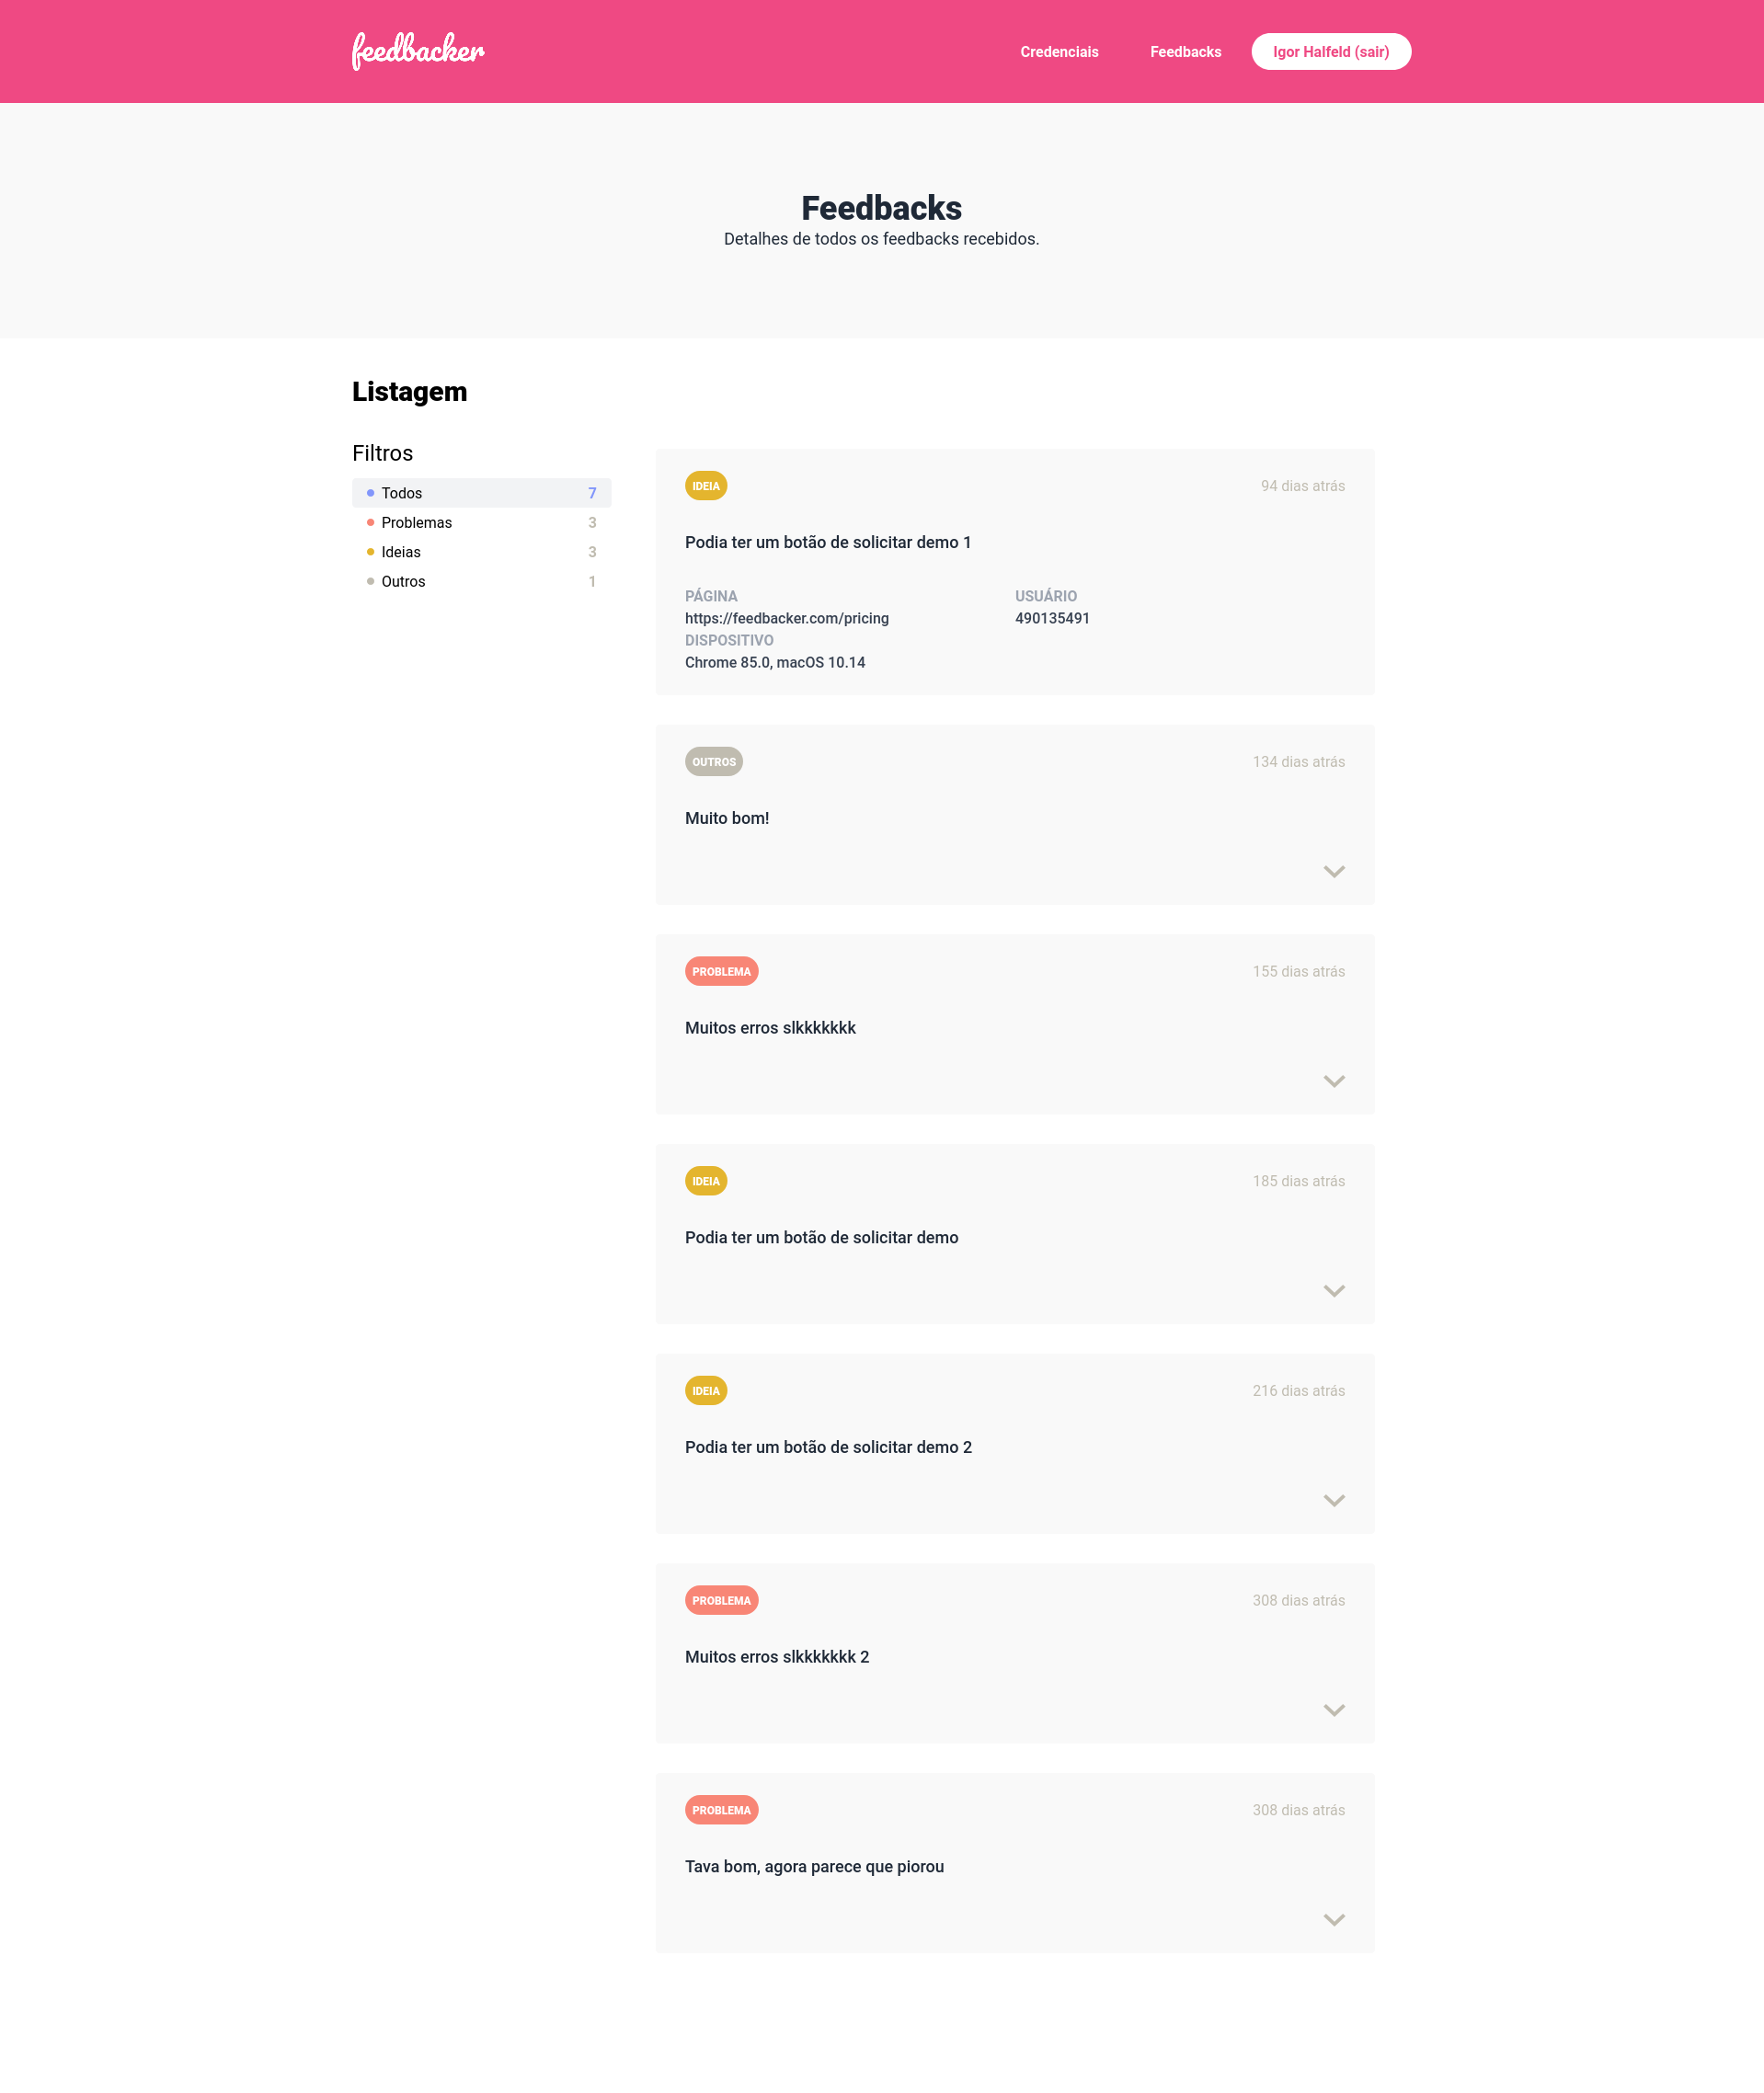 feedbacker
Credenciais
Feedbacks
Igor Halfeld (sair)
Feedbacks
Detalhes de todos os feedbacks recebidos.
Listagem
Filtros
Todos 7
Problemas 3
Ideias 3
Outros 1
IDEIA 94 dias atrás
Podia ter um botão de solicitar demo 1
PÁGINA
https://feedbacker.com/pricing
USUÁRIO
490135491
DISPOSITIVO
Chrome 85.0, macOS 10.14
OUTROS 134 dias atrás
Muito bom!
PROBLEMA 155 dias atrás
Muitos erros slkkkkkkk
IDEIA 185 dias atrás
Podia ter um botão de solicitar demo
IDEIA 216 dias atrás
Podia ter um botão de solicitar demo 2
PROBLEMA 308 dias atrás
Muitos erros slkkkkkkk 2
PROBLEMA 308 dias atrás
Tava bom, agora parece que piorou